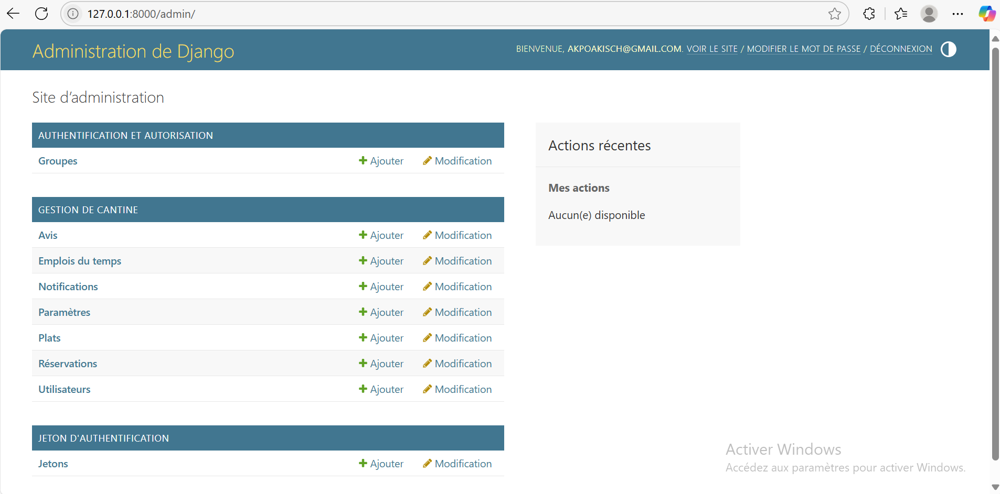 127.0.0.1:8000/admin/
Administration de Django
BIENVENUE, AKPOAKISCH@GMAIL.COM. VOIR LE SITE / MODIFIER LE MOT DE PASSE / DÉCONNEXION
Site d’administration
AUTHENTIFICATION ET AUTORISATION
Groupes Ajouter Modification
GESTION DE CANTINE
Avis Ajouter Modification
Emplois du temps Ajouter Modification
Notifications Ajouter Modification
Paramètres Ajouter Modification
Plats Ajouter Modification
Réservations Ajouter Modification
Utilisateurs Ajouter Modification
JETON D'AUTHENTIFICATION
Jetons Ajouter Modification
Actions récentes
Mes actions
Aucun(e) disponible
Activer Windows
Accédez aux paramètres pour activer Windows.